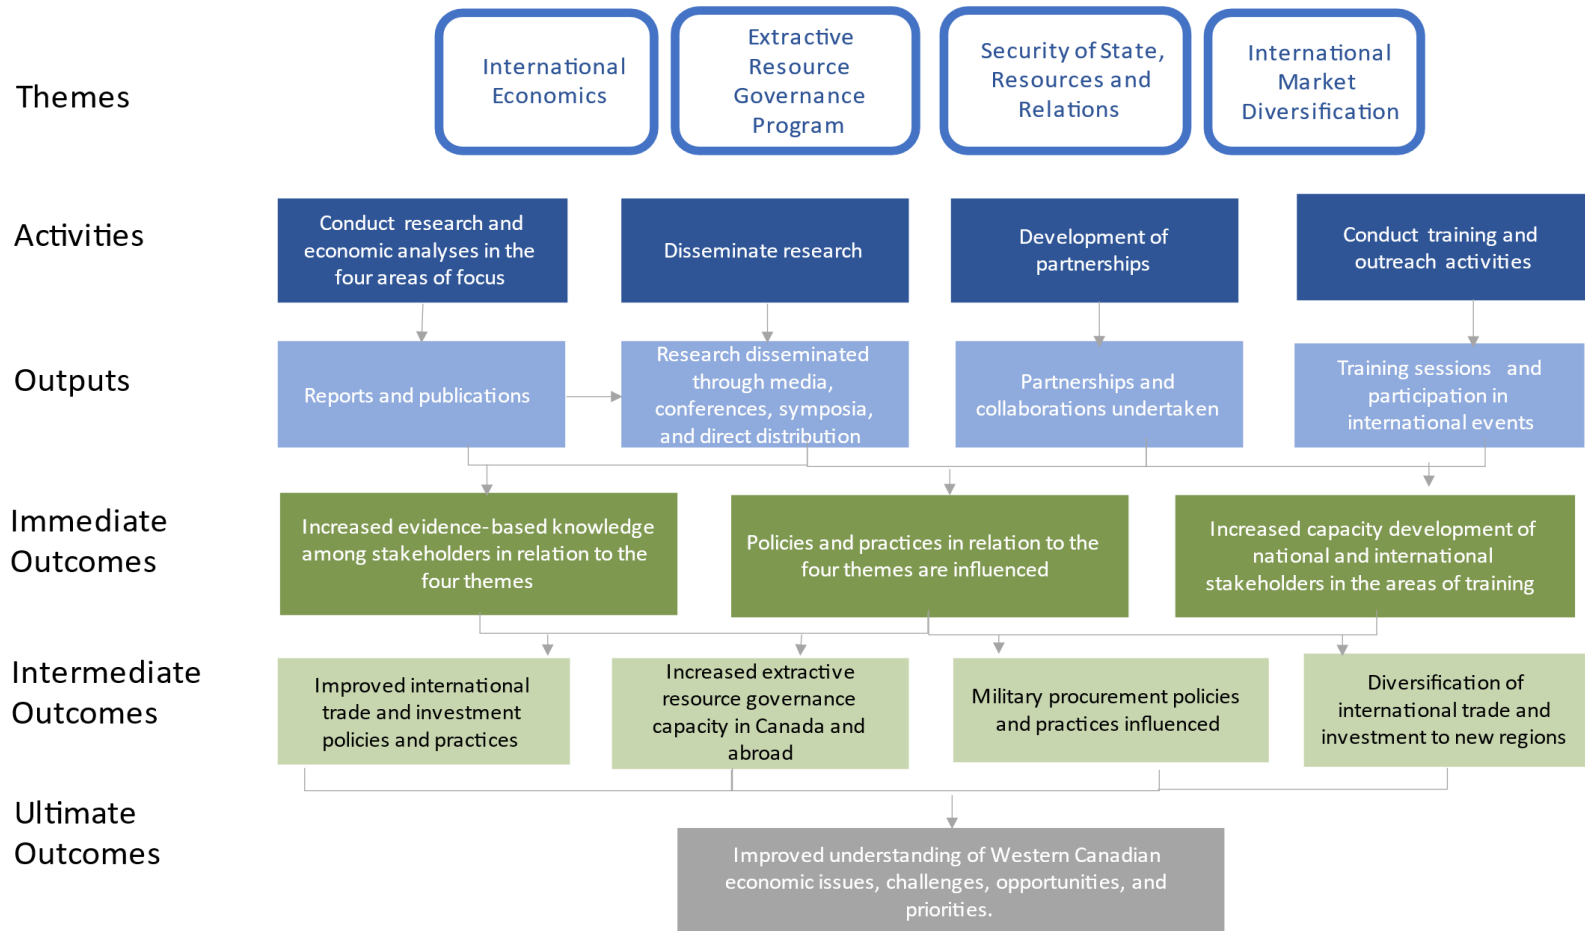 Themes
International
Economics
Extractive
Resource
Governance
Program
Security of State,
Resources and
Relations
International
Market
Diversification
Activities
Conduct research and
economic analyses in the
four areas of focus
Disseminate research
Development of
partnerships
Conduct training and
outreach activities
Outputs
Reports and publications
Research disseminated
through media,
conferences, symposia,
and direct distribution
Partnerships and
collaborations undertaken
Training sessions and
participation in
international events
Immediate
Outcomes
Increased evidence-based knowledge
among stakeholders in relation to the
four themes
Policies and practices in relation to the
four themes are influenced
Increased capacity development of
national and international
stakeholders in the areas of training
Intermediate
Outcomes
Improved international
trade and investment
policies and practices
Increased extractive
resource governance
capacity in Canada and
abroad
Military procurement policies
and practices influenced
Diversification of
international trade and
investment to new regions
Ultimate
Outcomes
Improved understanding of Western Canadian
economic issues, challenges, opportunities, and
priorities.